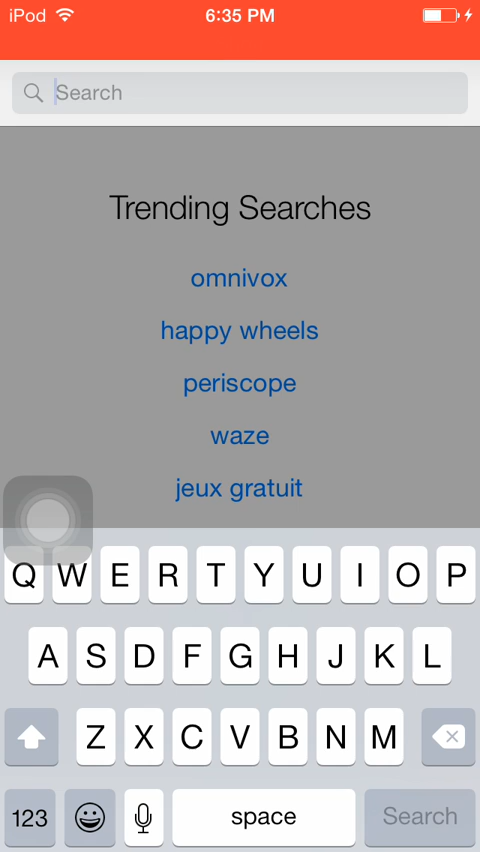 iPod 6:35 PM
Search
Trending Searches
omnivox
happy wheels
periscope
waze
jeux gratuit
Q W E R T Y U I O P
A S D F G H J K L
Z X C V B N M
123 space Search